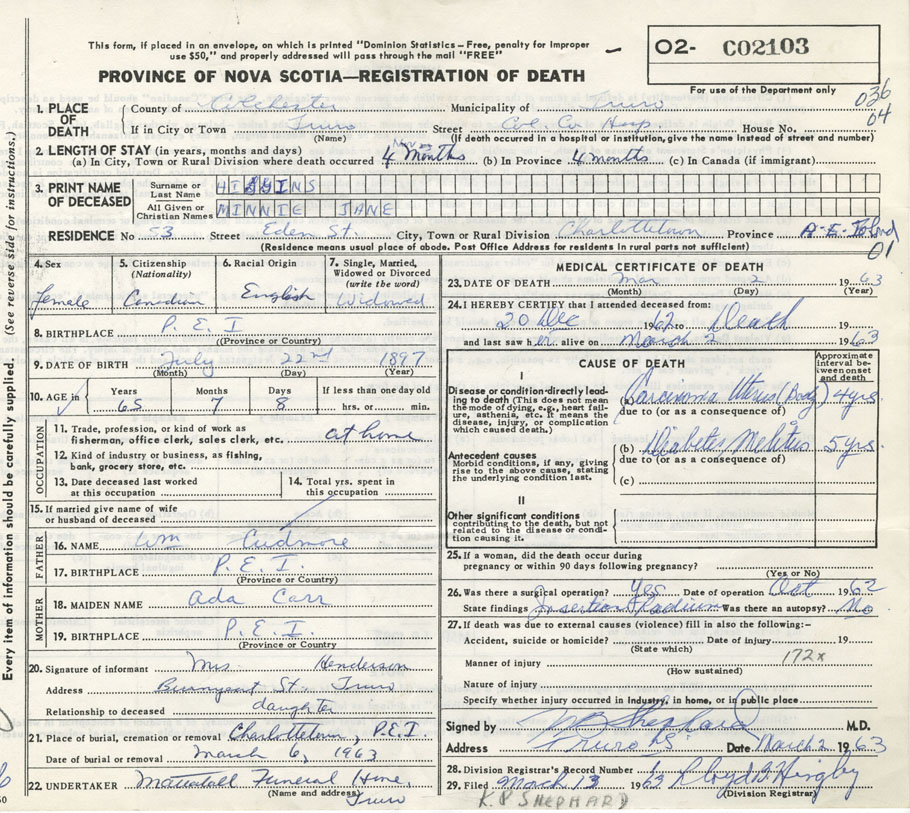 This form, if placed in an envelope, on which is printed "Dominion Statistics – Free, penalty for improper
use $50," and properly addressed will pass through the mail "FREE"
O2- CO2103
PROVINCE OF NOVA SCOTIA—REGISTRATION OF DEATH
For use of the Department only
036
04
1. PLACE OF DEATH County of Colchester Municipality of Truro
If in City or Town Truro (Name) Street Col. Co. Hosp House No.
(If death occurred in a hospital or institution, give the name instead of street and number)
2. LENGTH OF STAY (in years, months and days)
(a) In City, Town or Rural Division where death occurred 4 months (b) In Province 4 months (c) In Canada (if immigrant)
3. PRINT NAME OF DECEASED Surname or Last Name HIGGINS
All Given or Christian Names MINNIE JANE
RESIDENCE No 53 Street Eden St. City, Town or Rural Division Charlottetown Province P-E-Island
(Residence means usual place of abode. Post Office Address for residents in rural parts not sufficient)
01
4. Sex Female
5. Citizenship (Nationality) Canadian
6. Racial Origin English
7. Single, Married, Widowed or Divorced (write the word) Widowed
8. BIRTHPLACE P. E. I (Province or Country)
9. DATE OF BIRTH July 22nd 1897
(Month) (Day) (Year)
10. AGE in Years 65 Months 7 Days 8 If less than one day old hrs. or min.
OCCUPATION
11. Trade, profession, or kind of work as fisherman, office clerk, sales clerk, etc. at home
12. Kind of industry or business, as fishing, bank, grocery store, etc.
13. Date deceased last worked at this occupation
14. Total yrs. spent in this occupation
15. If married give name of wife or husband of deceased
FATHER
16. NAME Wm Cudmore
17. BIRTHPLACE P.E.I.
(Province or Country)
MOTHER
18. MAIDEN NAME Ada Carr
19. BIRTHPLACE P.E.I.
(Province or Country)
20. Signature of informant Mrs. Henderson
Address St. Truro
Relationship to deceased daughter
21. Place of burial, cremation or removal Charlottetown, P.E.I.
Date of burial or removal March 6, 1963
22. UNDERTAKER Mattatall Funeral Home,
(Name and address) Truro
MEDICAL CERTIFICATE OF DEATH
23. DATE OF DEATH Mar 2 1963
(Month) (Day) (Year)
24. I HEREBY CERTIFY that I attended deceased from:
20 Dec 1962 to Death 19
and last saw her alive on March 2 1963
CAUSE OF DEATH
Approximate interval between onset and death
I
Disease or condition directly leading to death (This does not mean the mode of dying, e.g., heart failure, asthenia, etc. It means the disease, injury, or complication which caused death.)
(a) Carcinoma Uterus (Body) 4 yrs.
due to (or as a consequence of)
(b) Diabetes Melitus 5 yrs.
due to (or as a consequence of)
Antecedent causes
Morbid conditions, if any, giving rise to the above cause, stating the underlying condition last.
(c)
II
Other significant conditions
contributing to the death, but not related to the disease or condition causing it.
25. If a woman, did the death occur during
pregnancy or within 90 days following pregnancy?
(Yes or No)
26. Was there a surgical operation? Yes Date of operation Oct 1962
State findings Insertion Radium Was there an autopsy? No
27. If death was due to external causes (violence) fill in also the following:-
Accident, suicide or homicide? Date of injury 19
(State which)
Manner of injury 172x
(How sustained)
Nature of injury
Specify whether injury occurred in industry, in home, or in public place
Signed by Shephard M.D.
Address Truro NS Date March 2 1963
28. Division Registrar's Record Number
29. Filed March 13 1963 Lloyd B. Hingley
(Division Registrar)
K.B SHEPHARD
Every item of information should be carefully supplied. (See reverse side for instructions.)